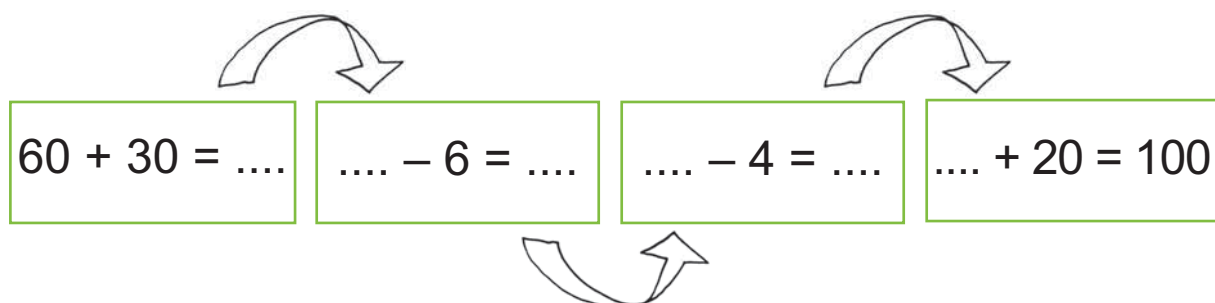 60 + 30 = ....
.... – 6 = ....
.... – 4 = ....
.... + 20 = 100